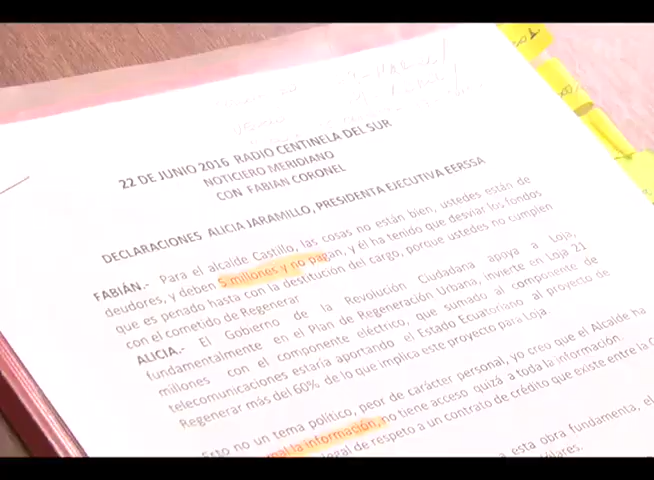 22 DE JUNIO 2016 RADIO CENTINELA DEL SUR
NOTICIERO MERIDIANO
CON FABIAN CORONEL
DECLARACIONES ALICIA JARAMILLO, PRESIDENTA EJECUTIVA EERSSA
FABIÁN.- Para el alcalde Castillo, las cosas no están bien, ustedes están de
deudores, y deben 5 millones y no pagan, y él ha tenido que desviar los fondos
que es penado hasta con la destitución del cargo, porque ustedes no cumplen
con el cometido de Regenerar
ALICIA.- El Gobierno de la Revolución Ciudadana apoya a Loja,
fundamentalmente en el Plan de Regeneración Urbana, invierte en Loja 21
millones con el componente eléctrico, que sumado al componente de
telecomunicaciones estaría aportando el Estado Ecuatoriano al proyecto de
Regenerar más del 60% de lo que implica este proyecto para Loja.
Esto no un tema político, peor de carácter personal, yo creo que el Alcalde ha
mal la información, no tiene acceso quizá a toda la información.
legal de respeto a un contrato de crédito que existe entre la
a esta obra fundamenta, el